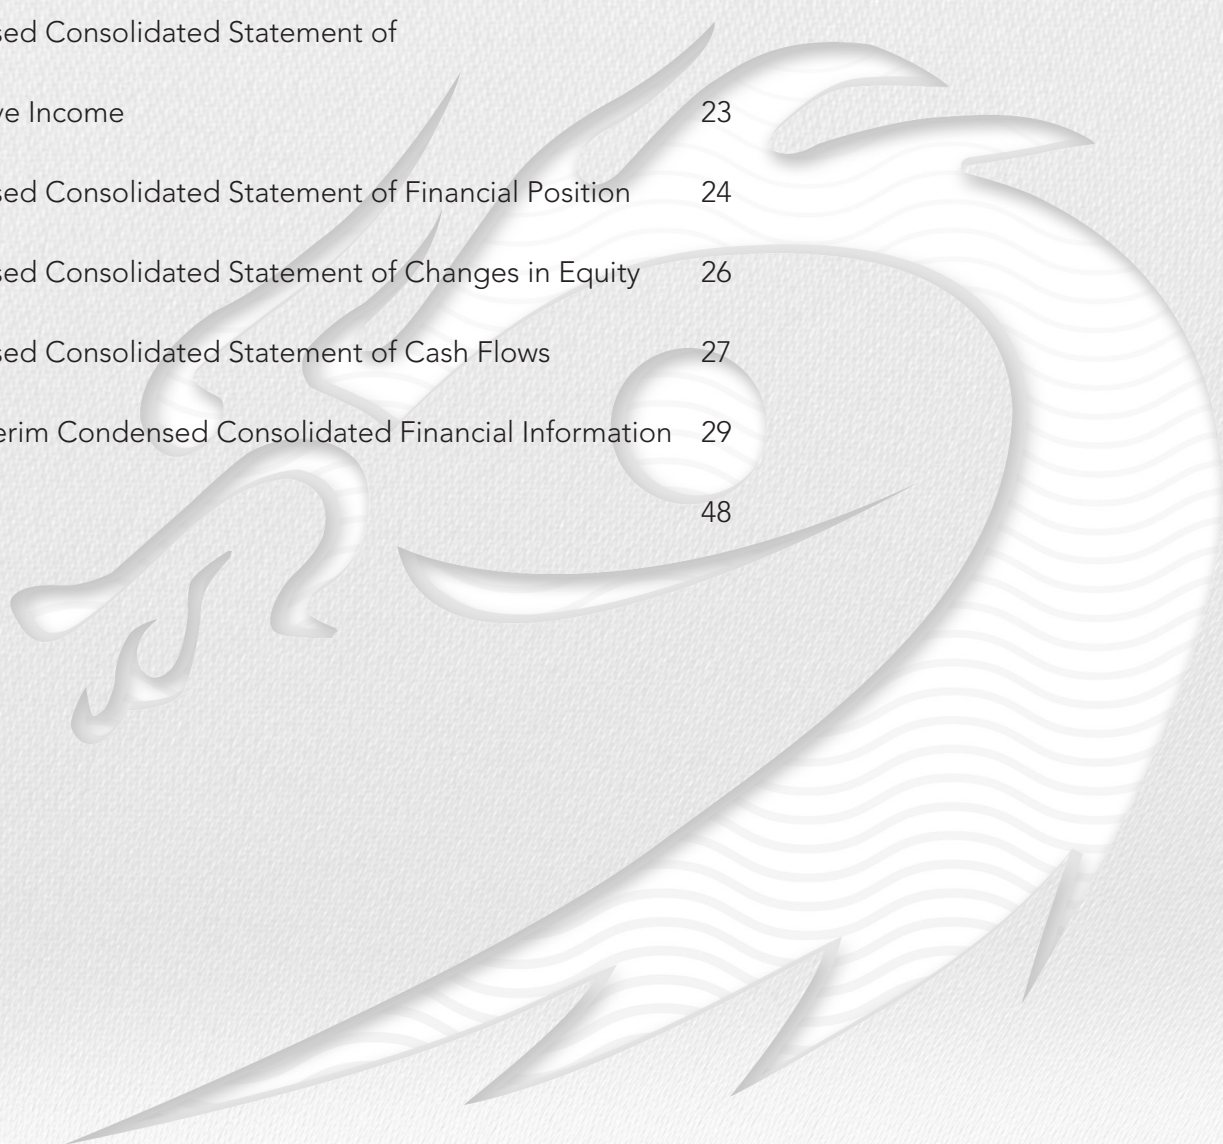 sed Consolidated Statement of
ve Income 23
sed Consolidated Statement of Financial Position 24
sed Consolidated Statement of Changes in Equity 26
sed Consolidated Statement of Cash Flows 27
erim Condensed Consolidated Financial Information 29
48